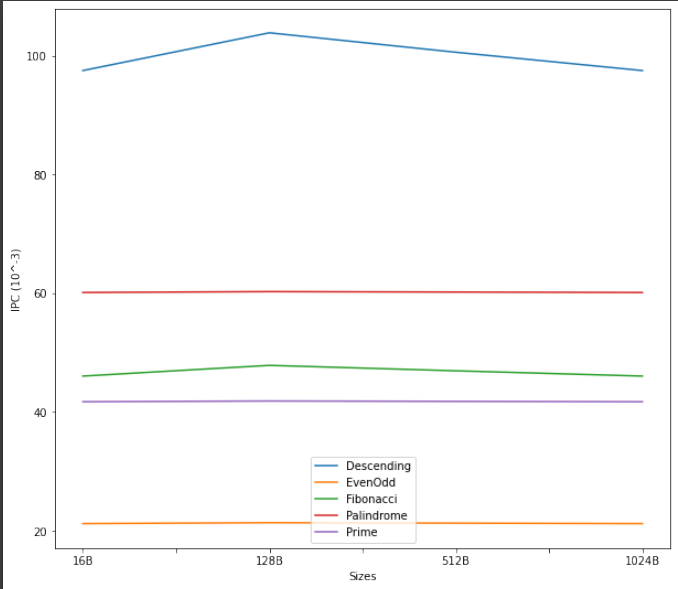 100
80
60
40
20
IPC (10^-3)
Descending
EvenOdd
Fibonacci
Palindrome
Prime
16B 128B 512B 1024B
Sizes